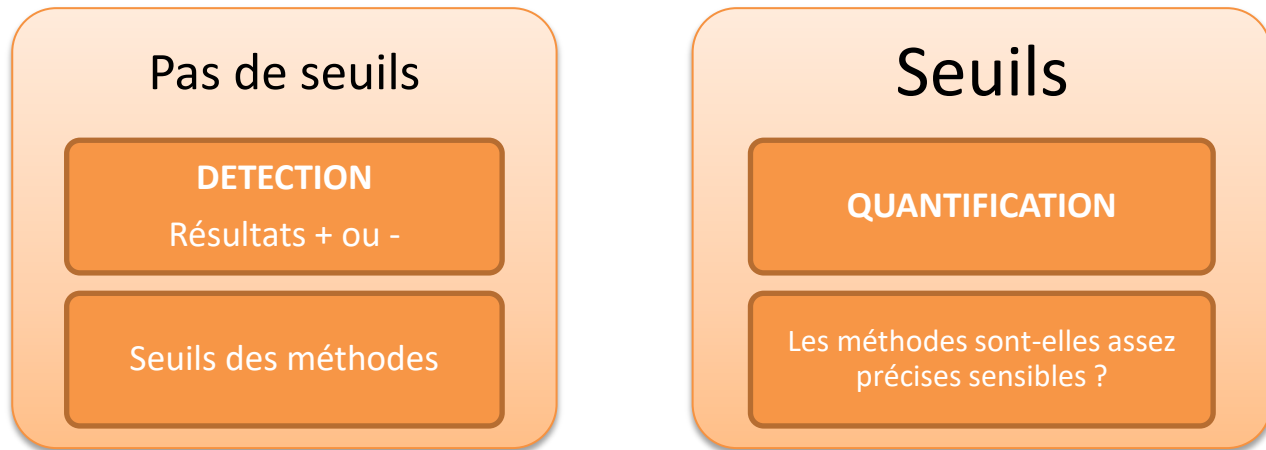 Pas de seuils
DETECTION
Résultats + ou -
Seuils des méthodes
Seuils
QUANTIFICATION
Les méthodes sont-elles assez
précises sensibles ?